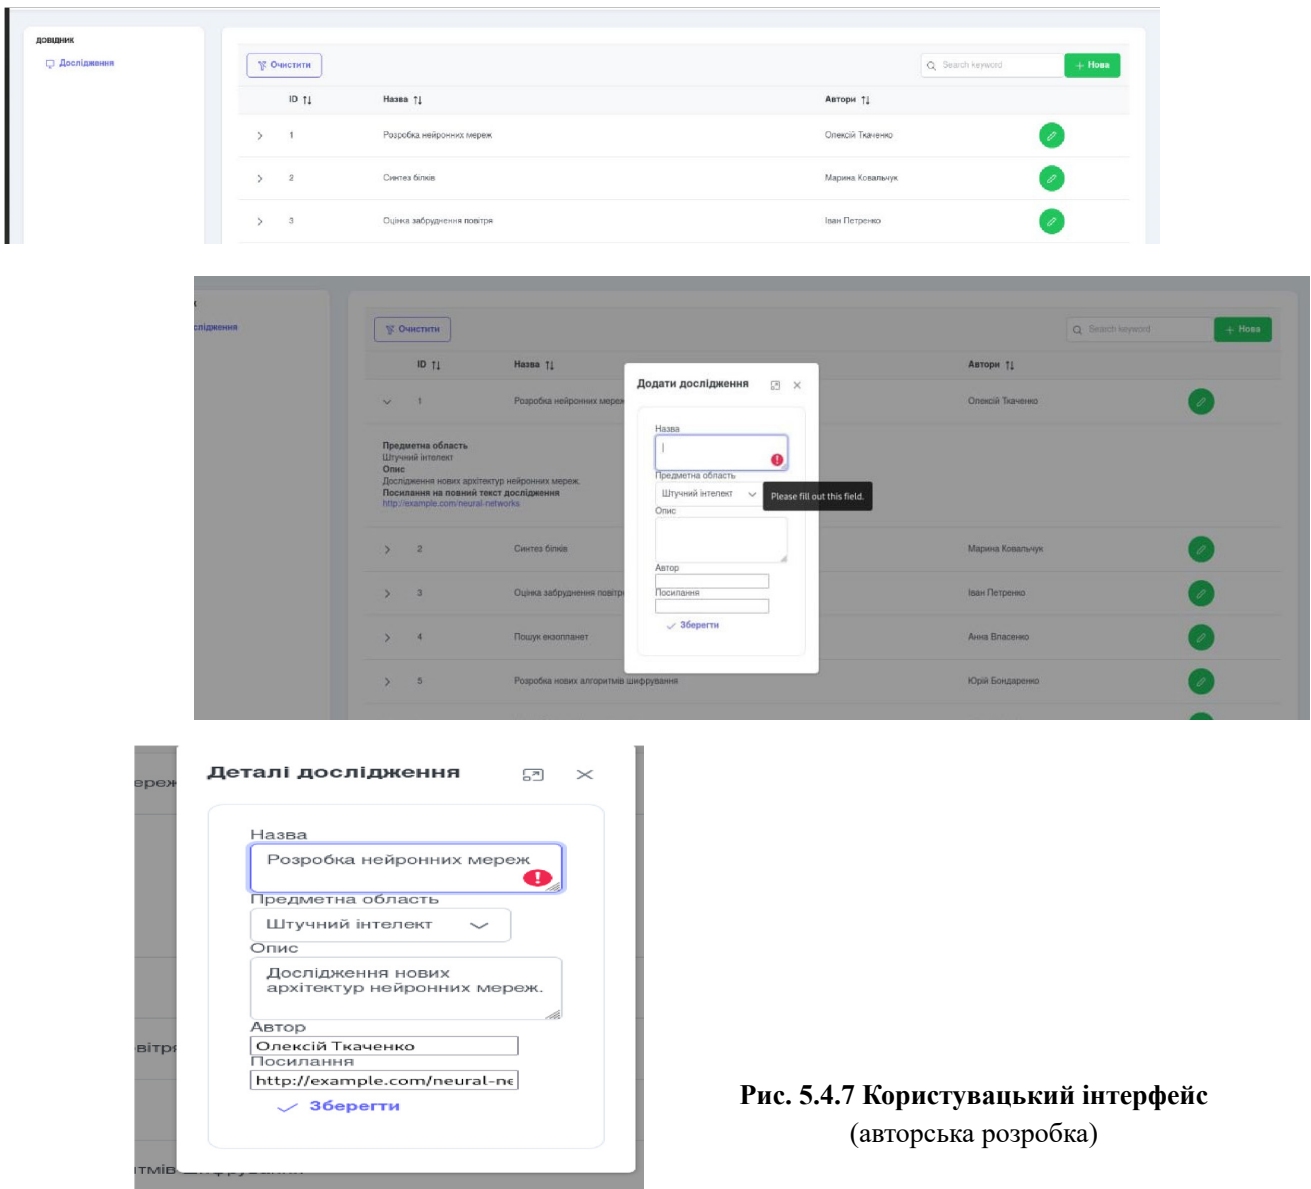 довідник
Дослідження
Очистити
Search keyword
+ Нова
ID
Назва
Автори
1
Розробка нейронних мереж
Олексій Ткаченко
2
Синтез білків
Марина Ковальчук
3
Оцінка забруднення повітря
Іван Петренко
к
слідження
Очистити
Search keyword
+ Нова
ID
Назва
Автори
1
Розробка нейронних мереж
Олексій Ткаченко
Предметна область
Штучний інтелект
Опис
Дослідження нових архітектур нейронних мереж.
Посилання на повний текст дослідження
http://example.com/neural-networks
2
Синтез білків
Марина Ковальчук
3
Оцінка забруднення повітр
Іван Петренко
4
Пошук екзопланет
Анна Власенко
5
Розробка нових алгоритмів шифрування
Юрій Бондаренко
Додати дослідження
Назва
Предметна область
Штучний інтелект
Please fill out this field.
Опис
Автор
Посилання
Зберегти
ереж
вітря
Деталі дослідження
Назва
Розробка нейронних мереж
Предметна область
Штучний інтелект
Опис
Дослідження нових
архітектур нейронних мереж.
Автор
Олексій Ткаченко
Посилання
http://example.com/neural-ne
Зберегти
Рис. 5.4.7 Користувацький інтерфейс
(авторська розробка)